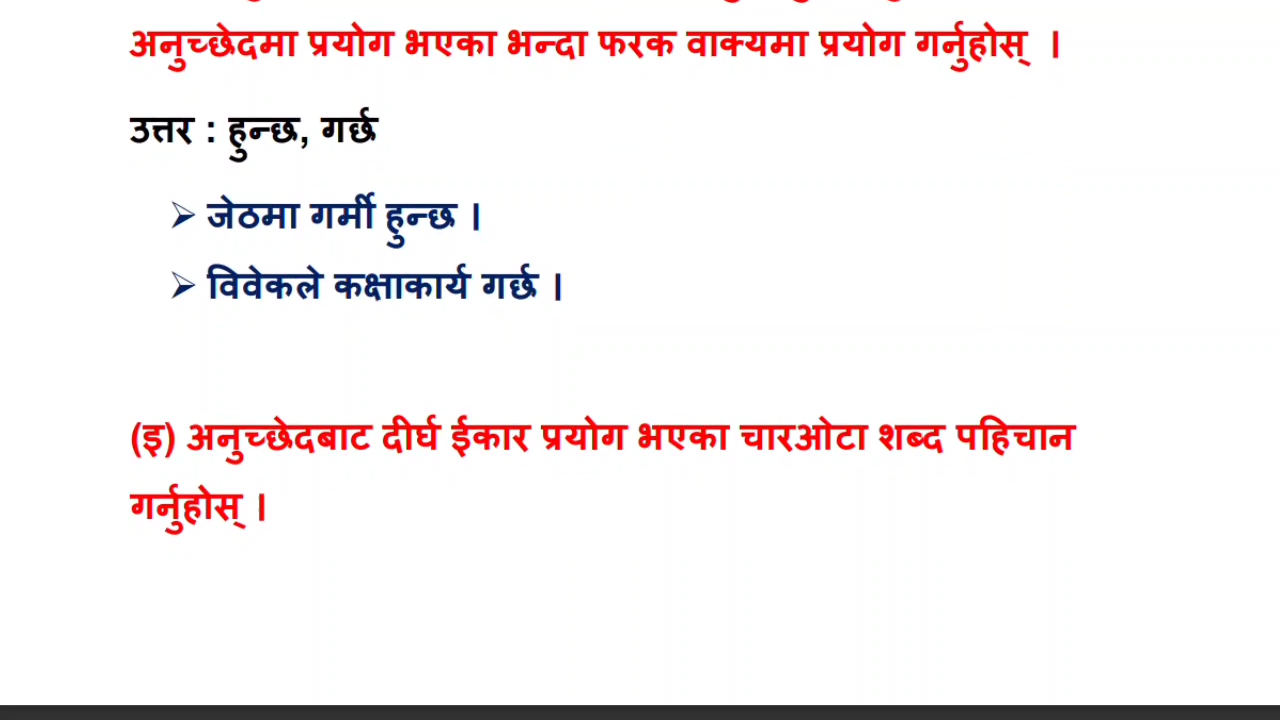 अनुच्छेदमा प्रयोग भएका भन्दा फरक वाक्यमा प्रयोग गर्नुहोस् ।
उत्तर : हुन्छ, गर्छ
➢ जेठमा गर्मी हुन्छ ।
➢ विवेकले कक्षाकार्य गर्छ ।
(इ) अनुच्छेदबाट दीर्घ ईकार प्रयोग भएका चारओटा शब्द पहिचान
गर्नुहोस् ।